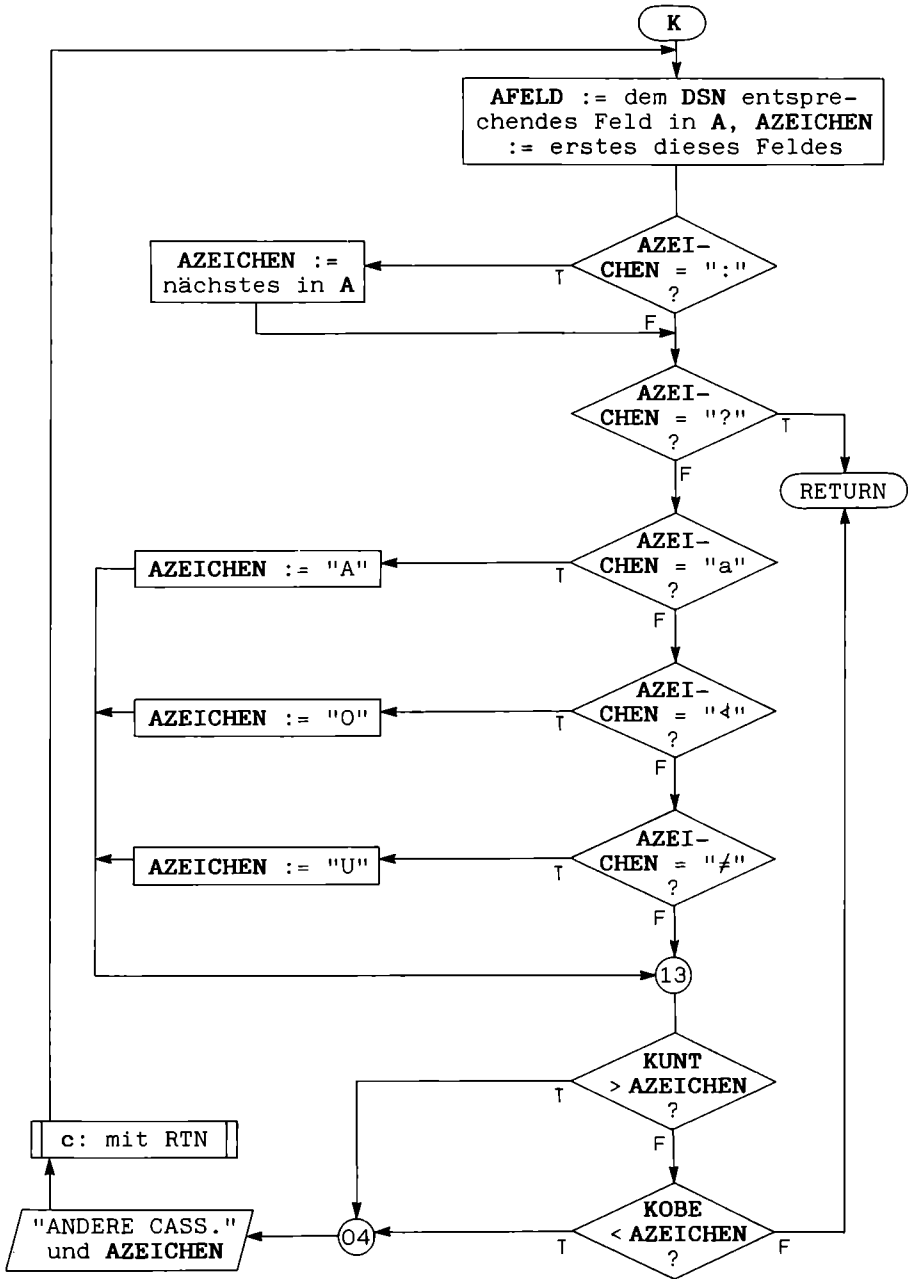 K
AFELD := dem DSN entspre-
chendes Feld in A, AZEICHEN
:= erstes dieses Feldes
AZEI-
CHEN = ":"
?
T
F
AZEICHEN :=
nächstes in A
AZEI-
CHEN = "?"
?
T
F
RETURN
AZEI-
CHEN = "a"
?
T
F
AZEICHEN := "A"
AZEI-
CHEN = "∢"
?
T
F
AZEICHEN := "O"
AZEI-
CHEN = "≠"
?
T
F
AZEICHEN := "U"
13
KUNT
> AZEICHEN
?
T
F
c: mit RTN
KOBE
< AZEICHEN
?
T
F
04
"ANDERE CASS."
und AZEICHEN